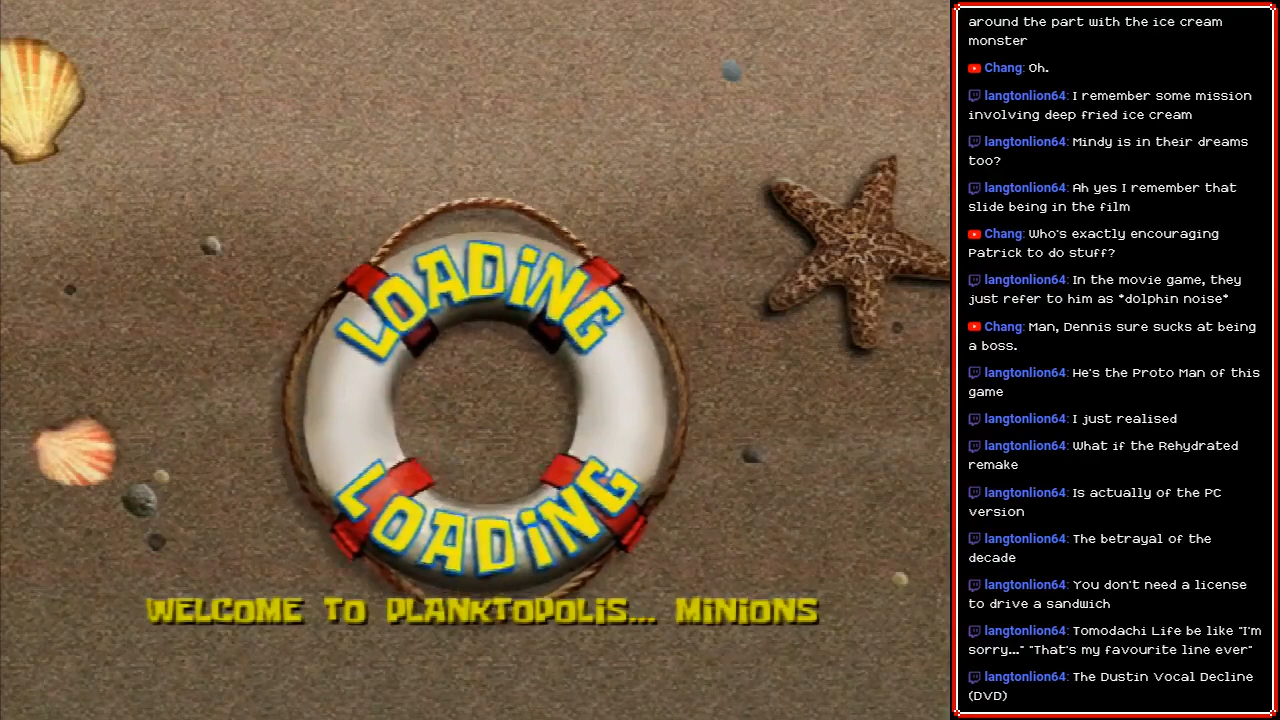 LOADING
LOADING
WELCOME TO PLANKTOPOLIS... MINIONS
around the part with the ice cream
monster
Chang: Oh.
langtonlion64: I remember some mission
involving deep fried ice cream
langtonlion64: Mindy is in their dreams
too?
langtonlion64: Ah yes I remember that
slide being in the film
Chang: Who's exactly encouraging
Patrick to do stuff?
langtonlion64: In the movie game, they
just refer to him as *dolphin noise*
Chang: Man, Dennis sure sucks at being
a boss.
langtonlion64: He's the Proto Man of this
game
langtonlion64: I just realised
langtonlion64: What if the Rehydrated
remake
langtonlion64: Is actually of the PC
version
langtonlion64: The betrayal of the
decade
langtonlion64: You don't need a license
to drive a sandwich
langtonlion64: Tomodachi Life be like "I'm
sorry..." "That's my favourite line ever"
langtonlion64: The Dustin Vocal Decline
(DVD)